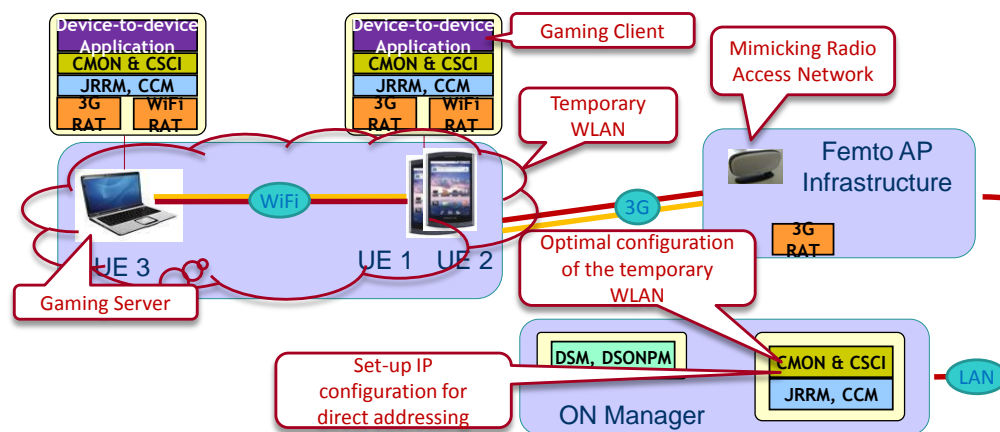 Device-to-device
Application
CMON & CSCI
JRRM, CCM
3G
RAT
WiFi
RAT
Device-to-device
Application
CMON & CSCI
JRRM, CCM
3G
RAT
WiFi
RAT
Gaming Client
Mimicking Radio
Access Network
Temporary
WLAN
Femto AP
Infrastructure
WiFi
3G
3G
RAT
UE 3
UE 1
UE 2
Optimal configuration
of the temporary
WLAN
Gaming Server
DSM, DSONPM
CMON & CSCI
JRRM, CCM
Set-up IP
configuration for
direct addressing
ON Manager
LAN